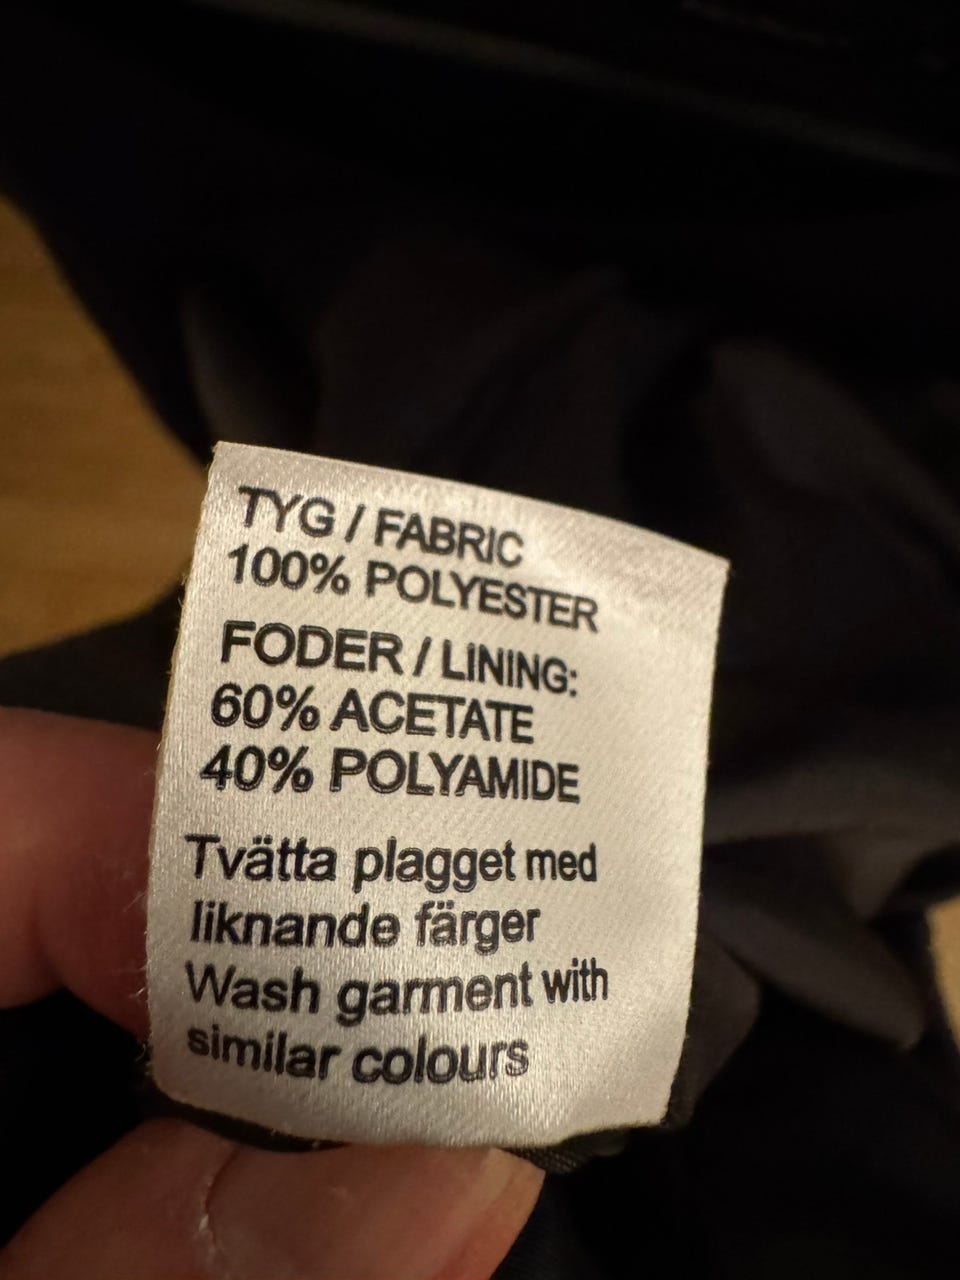 TYG / FABRIC
100% POLYESTER
FODER / LINING:
60% ACETATE
40% POLYAMIDE
Tvätta plagget med
liknande färger
Wash garment with
similar colours